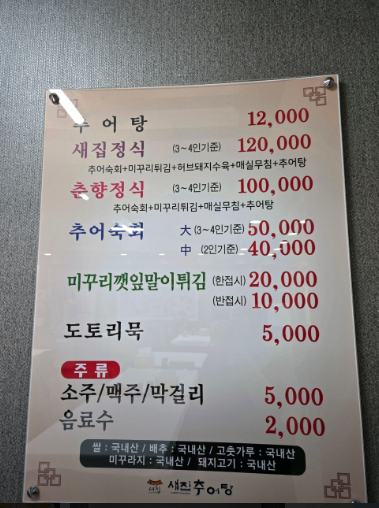 추어탕 12,000
새집정식 (3~4인기준) 120,000
추어숙회+미꾸리튀김+허브돼지수육+매실무침+추어탕
춘향정식 (3~4인기준) 100,000
추어숙회+미꾸리튀김+매실무침+추어탕
추어숙회 大 (3~4인기준) 50,000
中 (2인기준) 40,000
미꾸리깻잎말이튀김 (한접시) 20,000
(반접시) 10,000
도토리묵 5,000
주류
소주/맥주/막걸리 5,000
음료수 2,000
쌀 : 국내산 / 배추 : 국내산 / 고춧가루 : 국내산
미꾸라지 : 국내산 / 돼지고기 : 국내산
새집추어탕